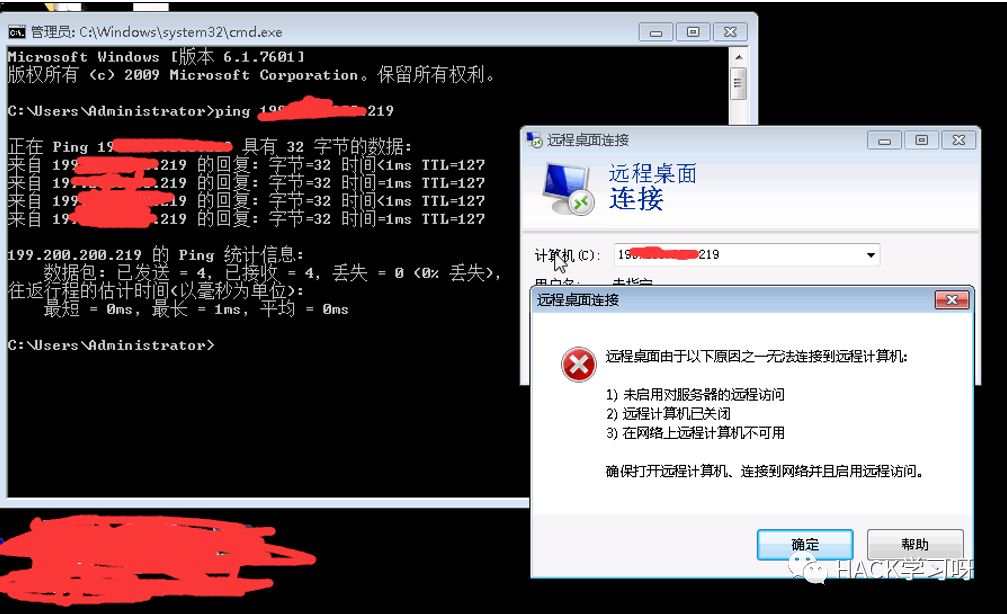 管理员: C:\Windows\system32\cmd.exe
Microsoft Windows [版本 6.1.7601]
版权所有 (c) 2009 Microsoft Corporation。保留所有权利。
C:\Users\Administrator>ping 199 219
正在 Ping 19 具有 32 字节的数据:
来自 199 .219 的回复: 字节=32 时间<1ms TTL=127
来自 19 .219 的回复: 字节=32 时间=1ms TTL=127
来自 199 .219 的回复: 字节=32 时间<1ms TTL=127
来自 19 .219 的回复: 字节=32 时间=1ms TTL=127
199.200.200.219 的 Ping 统计信息:
数据包: 已发送 = 4，已接收 = 4，丢失 = 0 (0% 丢失)，
往返行程的估计时间(以毫秒为单位):
最短 = 0ms，最长 = 1ms，平均 = 0ms
C:\Users\Administrator>
远程桌面连接
远程桌面
连接
计算机(C): 19 219
用户名: 未指定
远程桌面连接
远程桌面由于以下原因之一无法连接到远程计算机:
1) 未启用对服务器的远程访问
2) 远程计算机已关闭
3) 在网络上远程计算机不可用
确保打开远程计算机、连接到网络并且启用远程访问。
确定 帮助
HACK学习呀